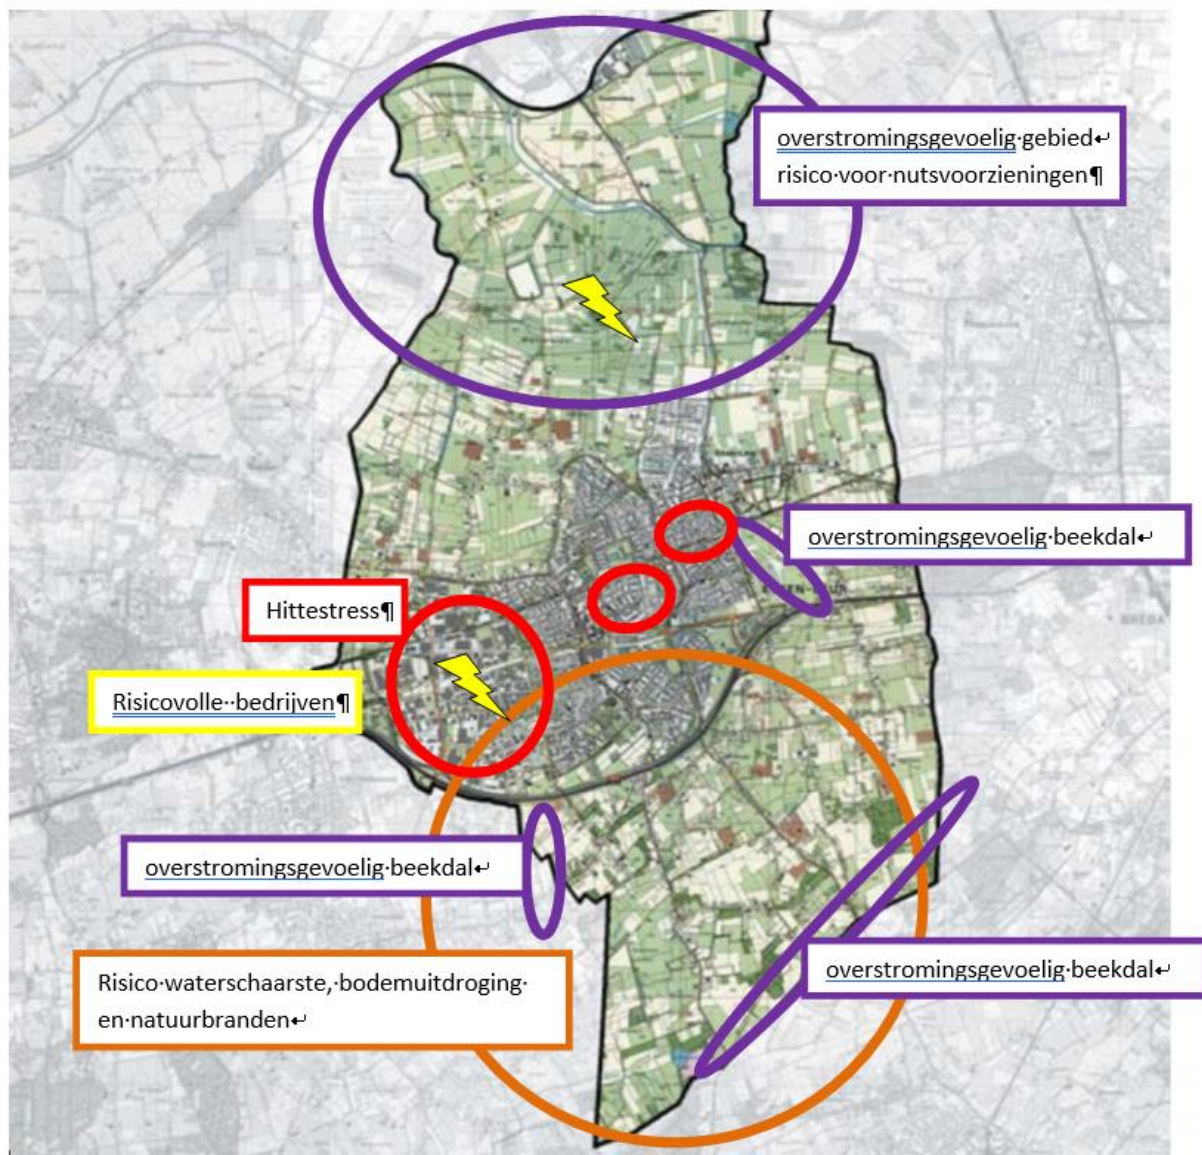 overstromingsgevoelig·gebied↵
risico·voor·nutsvoorzieningen¶
overstromingsgevoelig·beekdal↵
Hittestress¶
Risicovolle··bedrijven¶
overstromingsgevoelig·beekdal↵
Risico·waterschaarste,·bodemuitdroging·
en·natuurbranden↵
overstromingsgevoelig·beekdal↵
BREDA